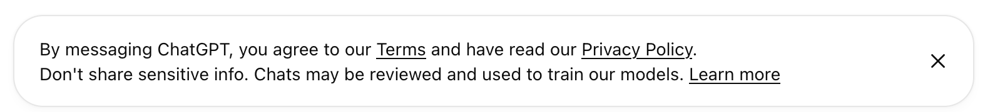 By messaging ChatGPT, you agree to our Terms and have read our Privacy Policy.
Don't share sensitive info. Chats may be reviewed and used to train our models. Learn more